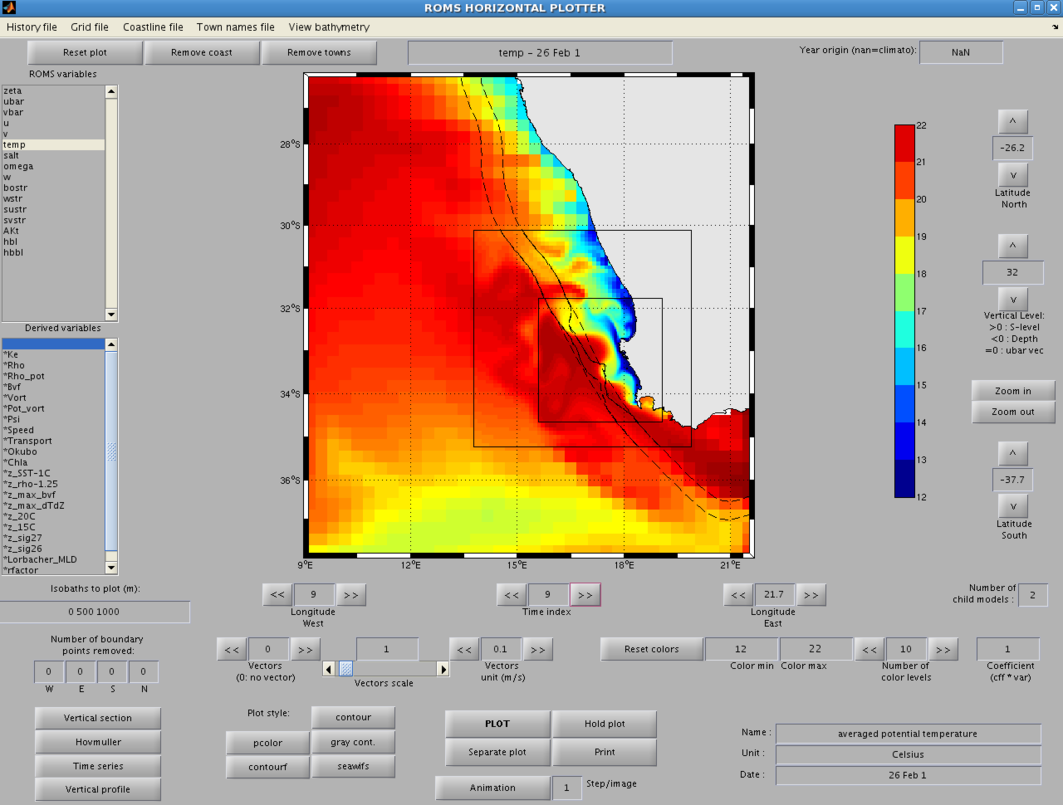 ROMS HORIZONTAL PLOTTER
History file Grid file Coastline file Town names file View bathymetry
Reset plot Remove coast Remove towns temp - 26 Feb 1 Year origin (nan=climato): NaN
ROMS variables
zeta
ubar
vbar
u
v
temp
salt
omega
w
bostr
wstr
sustr
svstr
AKt
hbl
hbbl
Derived variables
*Ke
*Rho
*Rho_pot
*Bvf
*Vort
*Pot_vort
*Psi
*Speed
*Transport
*Okubo
*Chla
*z_SST-1C
*z_rho-1.25
*z_max_bvf
*z_max_dTdZ
*z_20C
*z_15C
*z_sig27
*z_sig26
*Lorbacher_MLD
*rfactor
28°S
30°S
32°S
34°S
36°S
9°E 12°E 15°E 18°E
22
21
20
19
18
17
16
15
14
13
12
^
-26.2
v
Latitude
North
^
32
v
Vertical Level:
>0 : S-level
<0 : Depth
=0 : ubar vec
Zoom in
Zoom out
^
-37.7
v
Latitude
South
Isobaths to plot (m):
0 500 1000
<< 9 >>
Longitude
West
<< 9 >>
Time index
<< 21.7 >>
Longitude
East
Number of
child models : 2
Number of boundary
points removed:
0 0 0 0
W E S N
<< 0 >>
Vectors
(0: no vector)
1
Vectors scale
<< 0.1 >>
Vectors
unit (m/s)
Reset colors 12 22 << 10 >> 1
Color min Color max Number of
color levels
Coefficient
(cff * var)
Vertical section
Hovmuller
Time series
Vertical profile
Plot style: contour
pcolor gray cont.
contourf seawifs
PLOT Hold plot
Separate plot Print
Animation 1 Step/image
Name : averaged potential temperature
Unit : Celsius
Date : 26 Feb 1